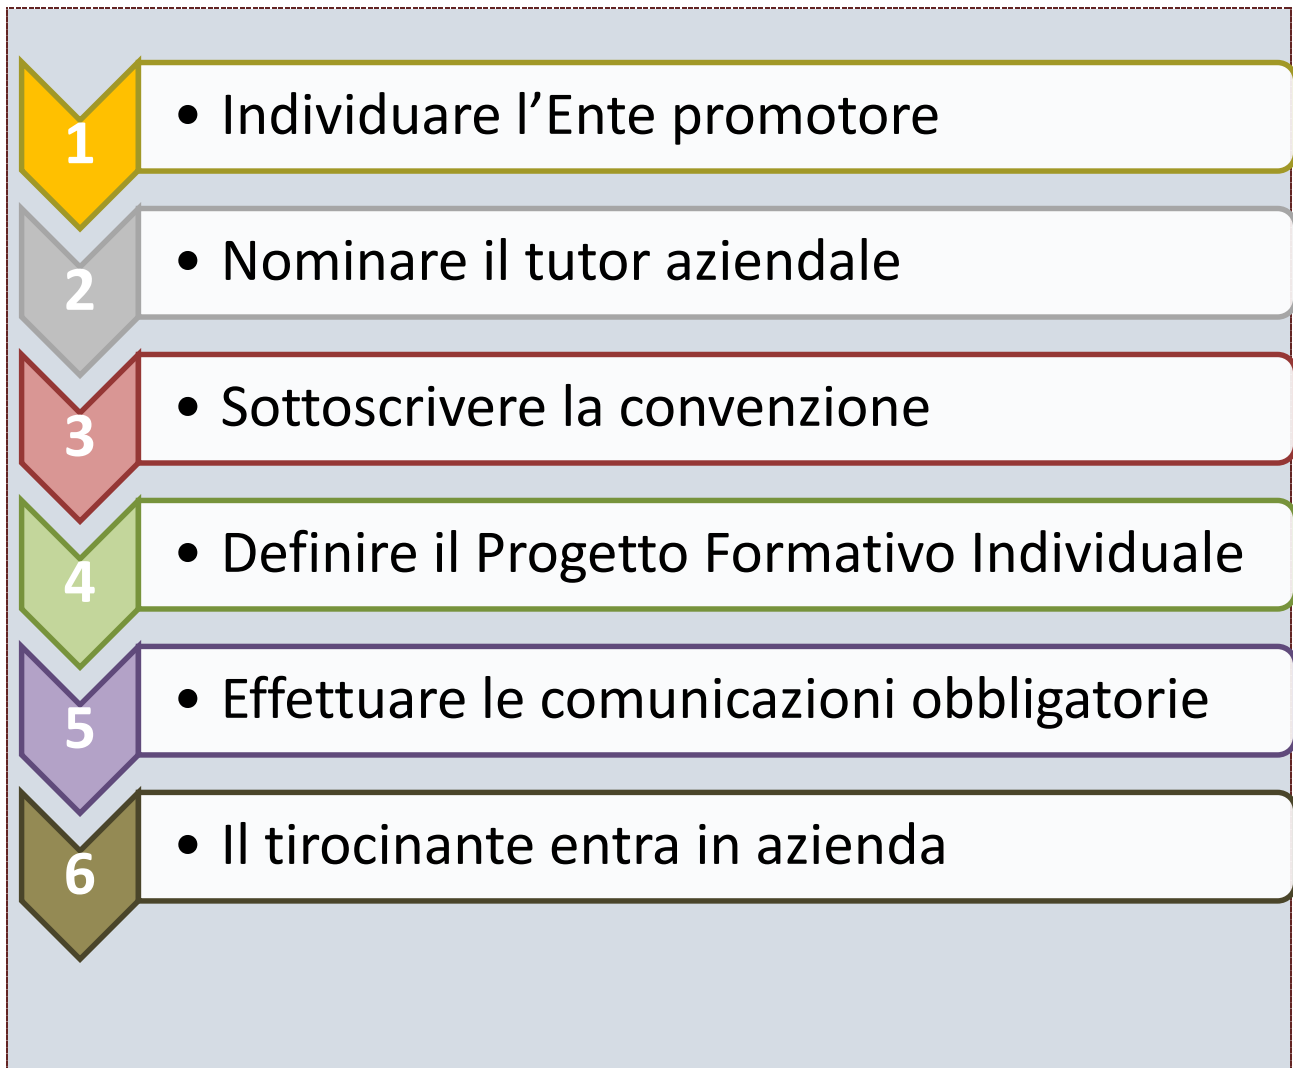 1
• Individuare l’Ente promotore
2
• Nominare il tutor aziendale
3
• Sottoscrivere la convenzione
4
• Definire il Progetto Formativo Individuale
5
• Effettuare le comunicazioni obbligatorie
6
• Il tirocinante entra in azienda